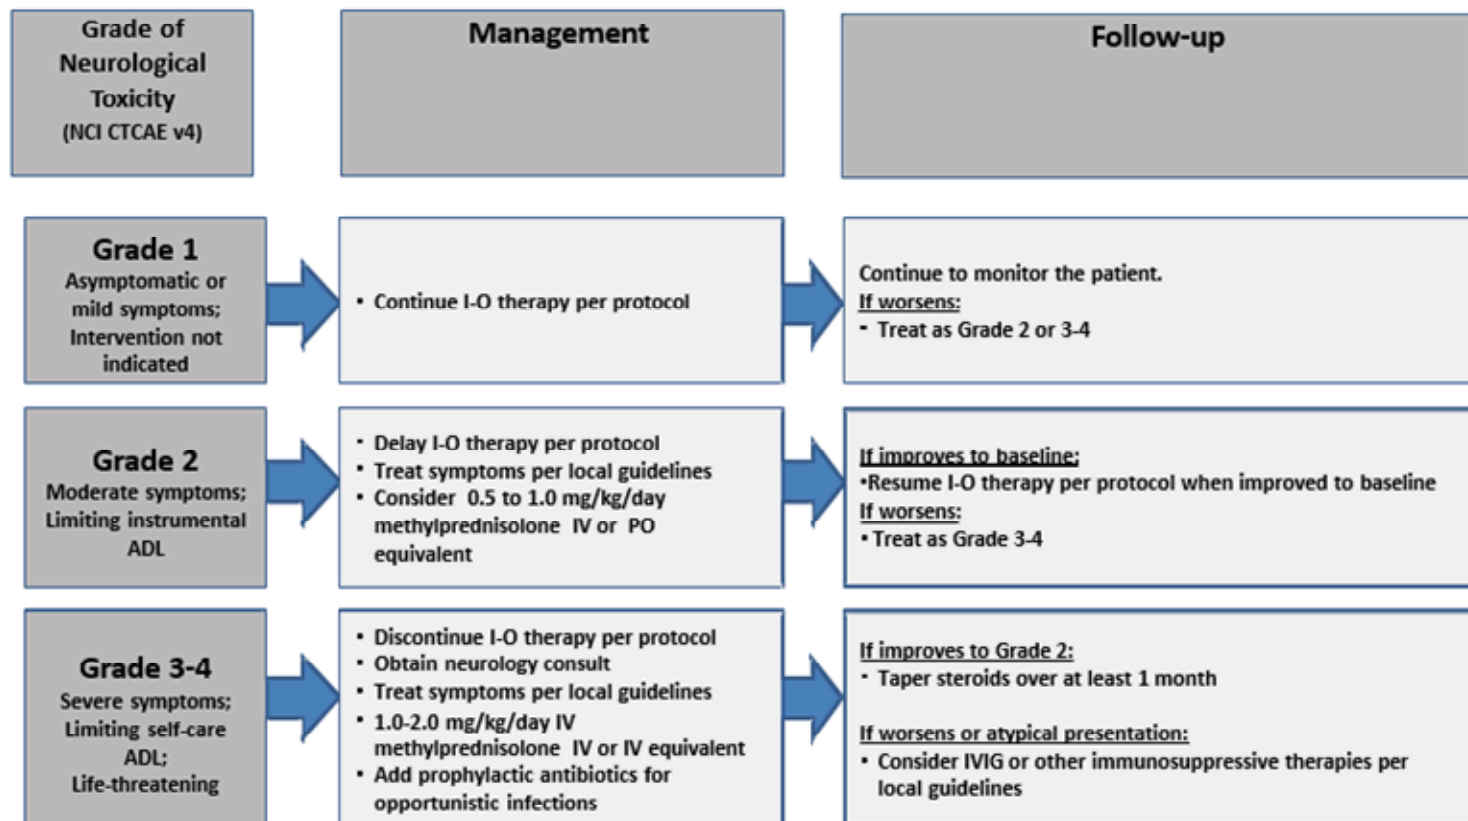 Grade of
Neurological
Toxicity
(NCI CTCAE v4)
Management
Follow-up
Grade 1
Asymptomatic or
mild symptoms;
Intervention not
indicated
• Continue I-O therapy per protocol
Continue to monitor the patient.
If worsens:
• Treat as Grade 2 or 3-4
Grade 2
Moderate symptoms;
Limiting instrumental
ADL
• Delay I-O therapy per protocol
• Treat symptoms per local guidelines
• Consider 0.5 to 1.0 mg/kg/day
methylprednisolone IV or PO
equivalent
If improves to baseline:
•Resume I-O therapy per protocol when improved to baseline
If worsens:
• Treat as Grade 3-4
Grade 3-4
Severe symptoms;
Limiting self-care
ADL;
Life-threatening
• Discontinue I-O therapy per protocol
• Obtain neurology consult
• Treat symptoms per local guidelines
• 1.0-2.0 mg/kg/day IV
methylprednisolone IV or IV equivalent
• Add prophylactic antibiotics for
opportunistic infections
If improves to Grade 2:
• Taper steroids over at least 1 month
If worsens or atypical presentation:
• Consider IVIG or other immunosuppressive therapies per
local guidelines